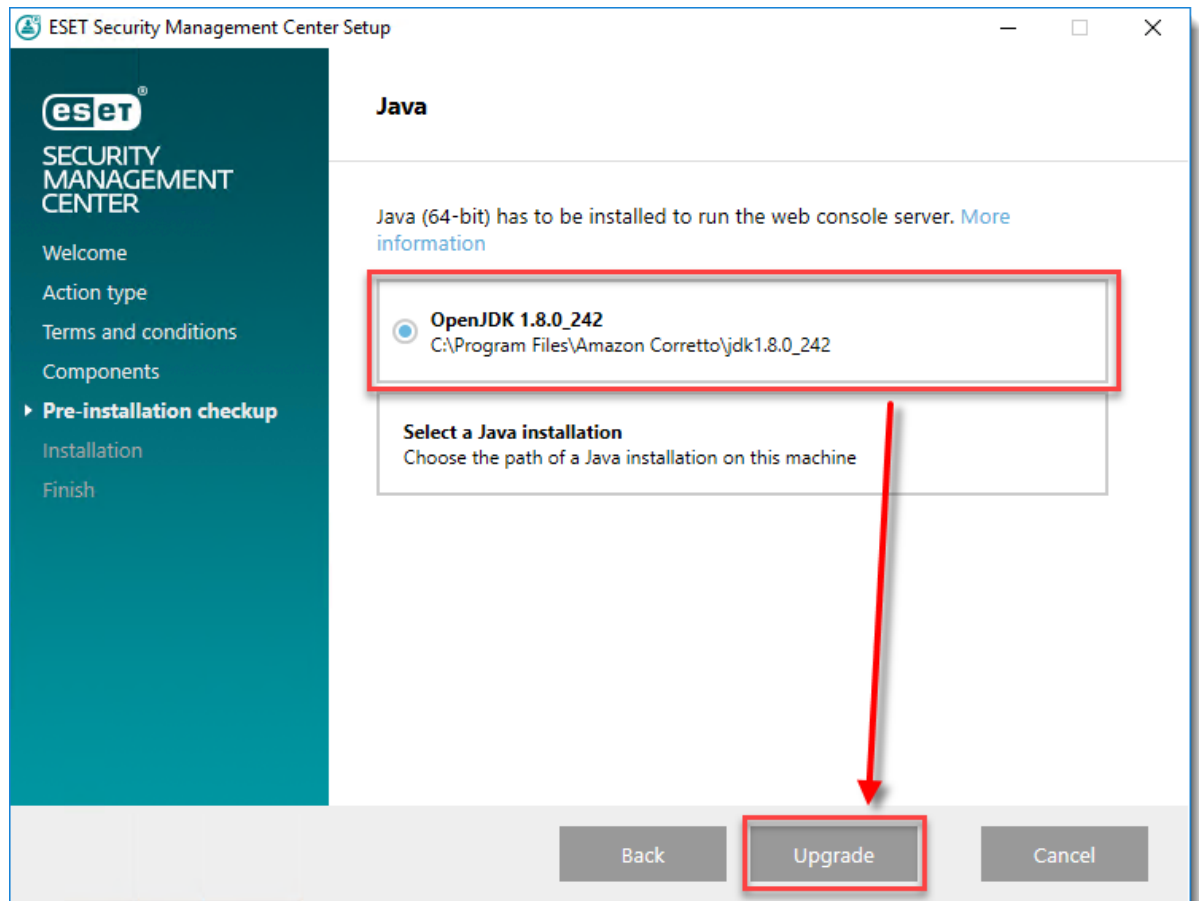 ESET Security Management Center Setup
eset®
SECURITY
MANAGEMENT
CENTER
Welcome
Action type
Terms and conditions
Components
Pre-installation checkup
Installation
Finish
Java
Java (64-bit) has to be installed to run the web console server. More
information
OpenJDK 1.8.0_242
C:\Program Files\Amazon Corretto\jdk1.8.0_242
Select a Java installation
Choose the path of a Java installation on this machine
Back
Upgrade
Cancel